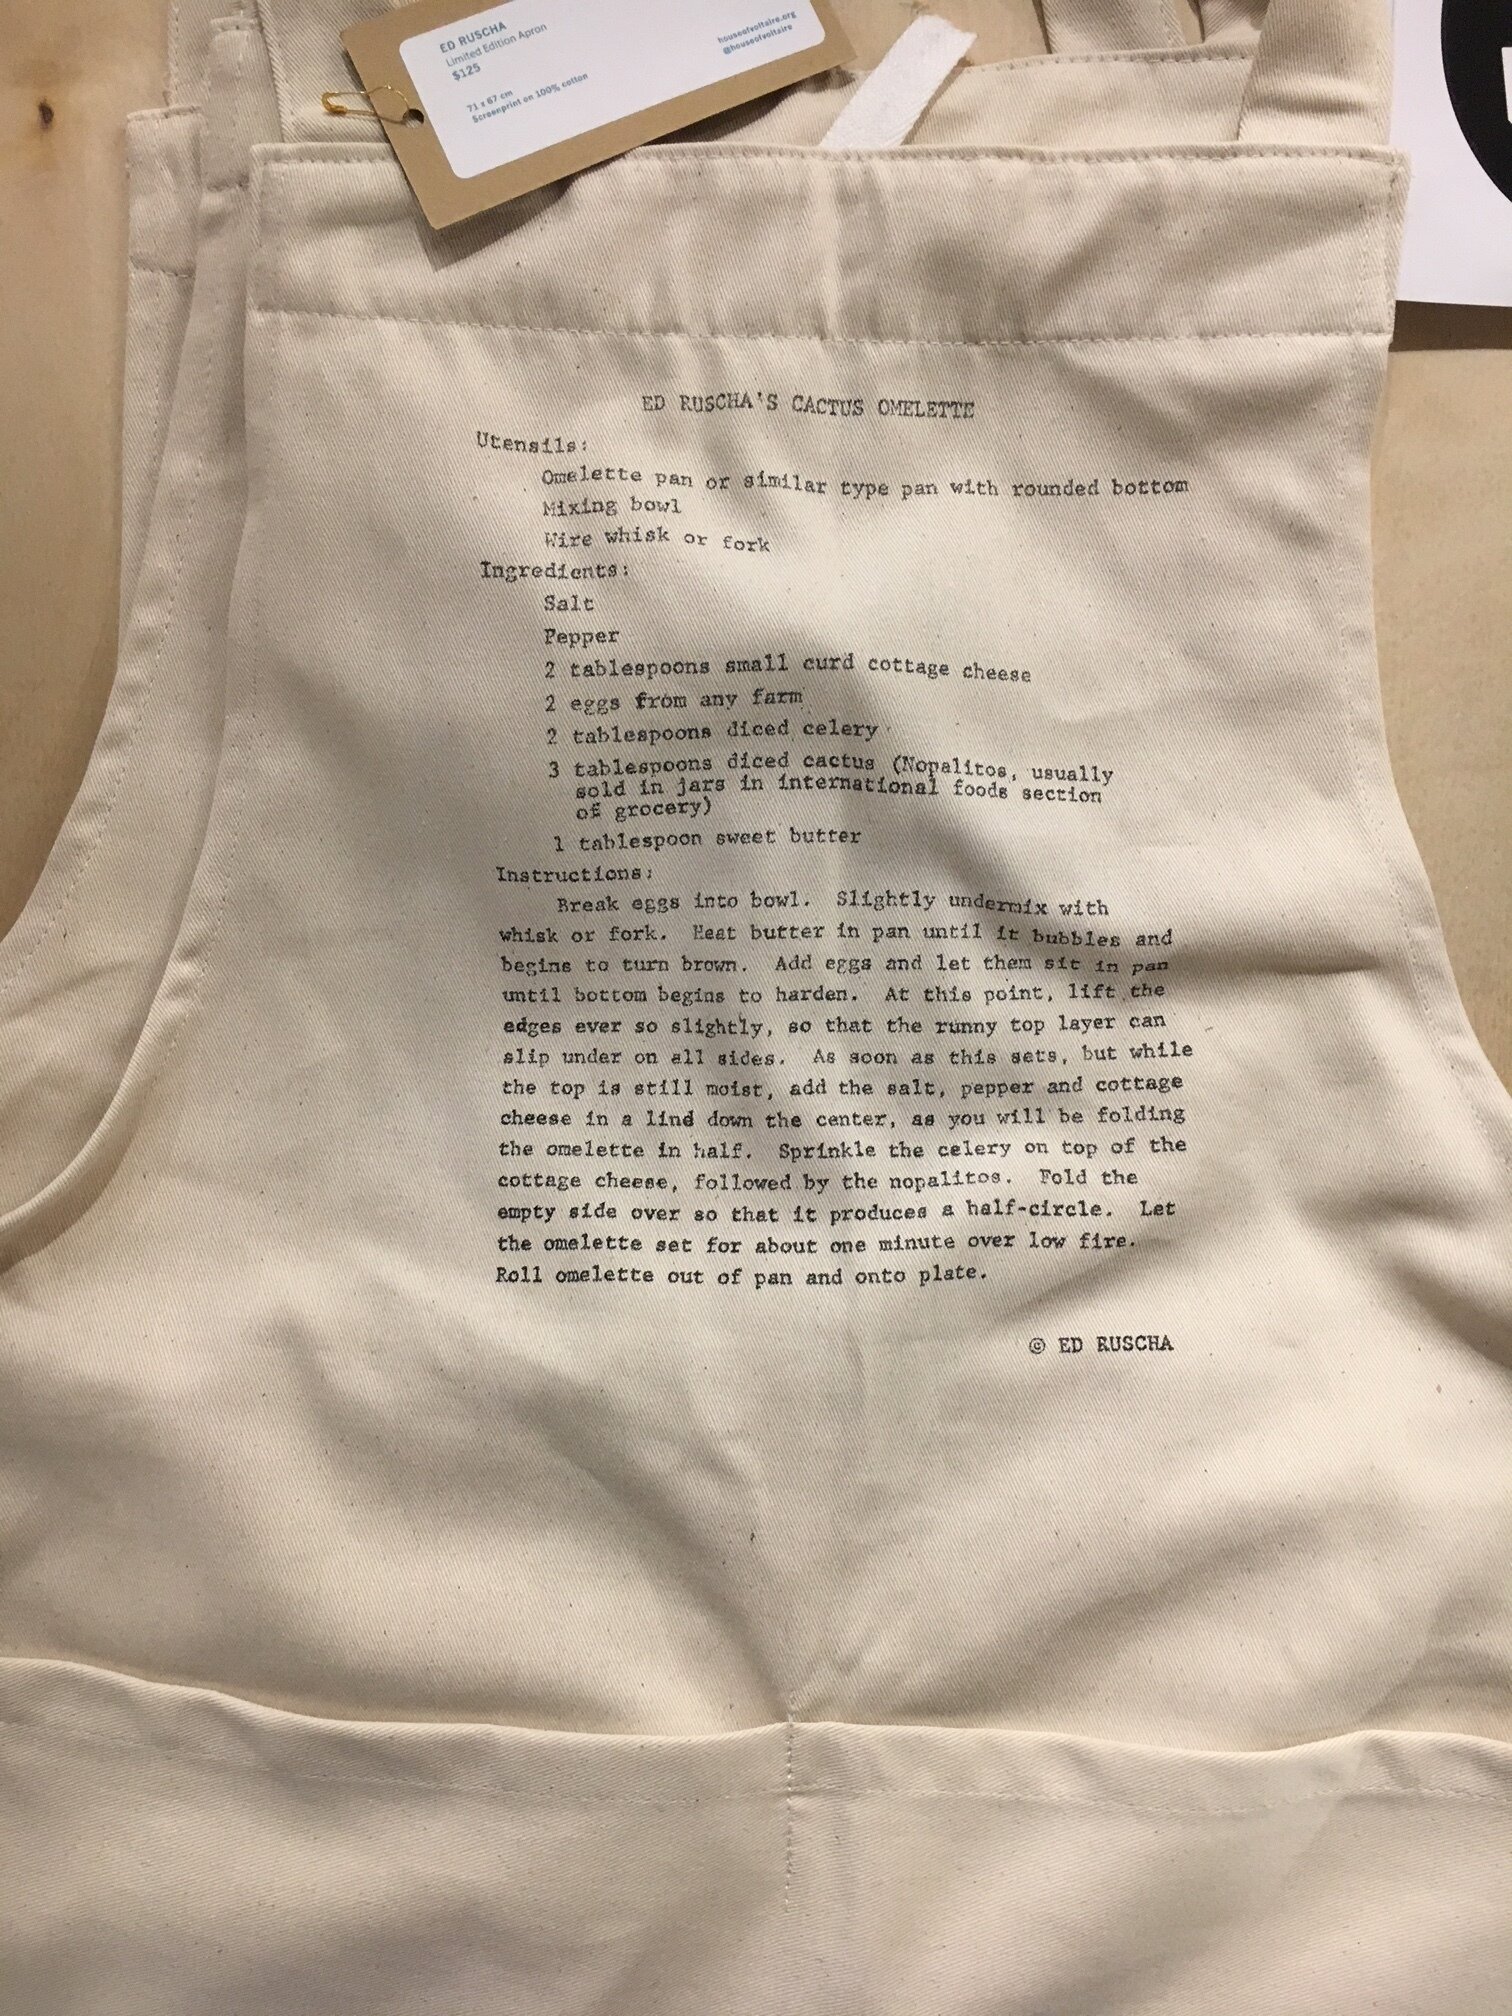 ED RUSCHA
Limited Edition Apron
$125
71 x 67 cm
Screenprint on 100% cotton
houseofvoltaire.org
@houseofvoltaire
ED RUSCHA'S CACTUS OMELETTE
Utensils:
Omelette pan or similar type pan with rounded bottom
Mixing bowl
Wire whisk or fork
Ingredients:
Salt
Pepper
2 tablespoons small curd cottage cheese
2 eggs from any farm
2 tablespoons diced celery
3 tablespoons diced cactus (Nopalitos, usually
sold in jars in international foods section
of grocery)
1 tablespoon sweet butter
Instructions:
Break eggs into bowl. Slightly undermix with
whisk or fork. Heat butter in pan until it bubbles and
begins to turn brown. Add eggs and let them sit in pan
until bottom begins to harden. At this point, lift the
edges ever so slightly, so that the runny top layer can
slip under on all sides. As soon as this sets, but while
the top is still moist, add the salt, pepper and cottage
cheese in a lind down the center, as you will be folding
the omelette in half. Sprinkle the celery on top of the
cottage cheese, followed by the nopalitos. Fold the
empty side over so that it produces a half-circle. Let
the omelette set for about one minute over low fire.
Roll omelette out of pan and onto plate.
© ED RUSCHA